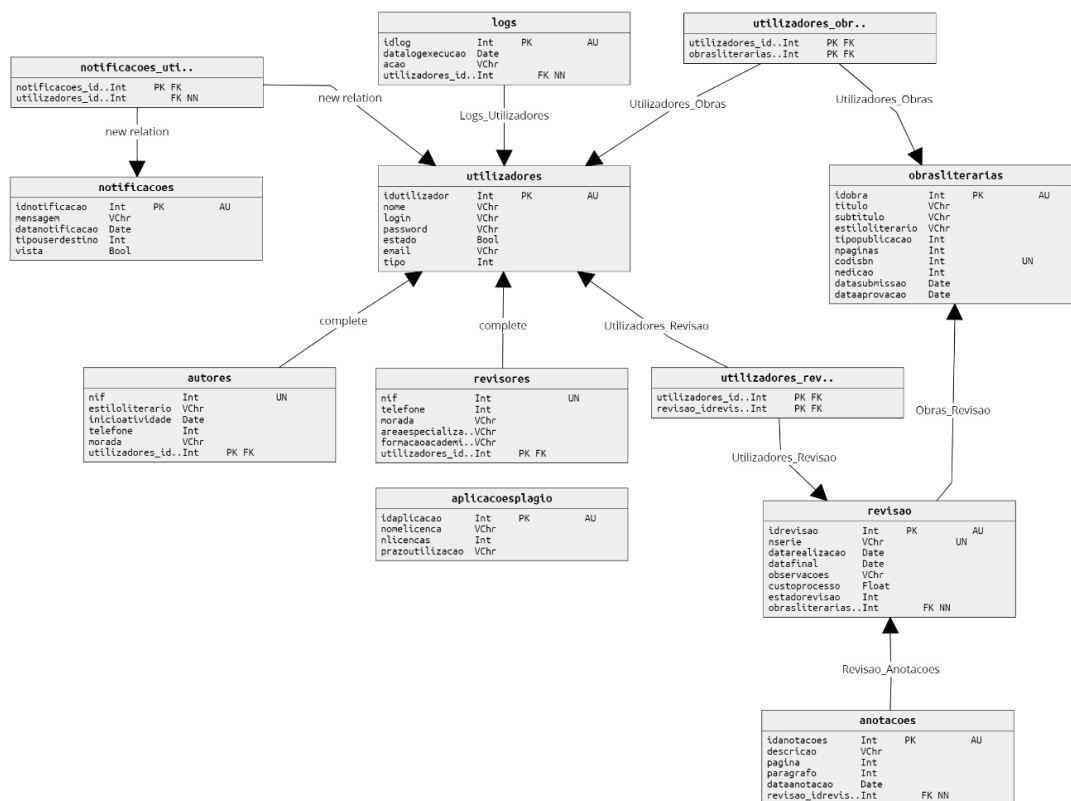 logs
idlog Int PK AU
datalogexecucao Date
acao VChr
utilizadores_id..Int FK NN
utilizadores_obr..
utilizadores_id..Int PK FK
obrasliterarias..Int PK FK
notificacoes_uti..
notificacoes_id..Int PK FK
utilizadores_id..Int FK NN
new relation
new relation
Logs_Utilizadores
Utilizadores_Obras
Utilizadores_Obras
notificacoes
idnotificacao Int PK AU
mensagem VChr
datanotificacao Date
tipouserdestino Int
vista Bool
utilizadores
idutilizador Int PK AU
nome VChr
login VChr
password VChr
estado Bool
email VChr
tipo Int
obrasliterarias
idobra Int PK AU
titulo VChr
subtitulo VChr
estiloliterario VChr
tipopublicacao Int
npaginas Int
codisbn Int UN
nedicao Int
datasubmissao Date
dataaprovacao Date
complete
complete
Utilizadores_Revisao
autores
nif Int UN
estiloliterario VChr
inicioatividade Date
telefone Int
morada VChr
utilizadores_id..Int PK FK
revisores
nif Int UN
telefone Int
morada VChr
areaespecializa..VChr
formacaoacademi..VChr
utilizadores_id..Int PK FK
utilizadores_rev..
utilizadores_id..Int PK FK
revisao_idrevis..Int PK FK
Obras_Revisao
Utilizadores_Revisao
aplicacoesplagio
idaplicacao Int PK AU
nomelicenca VChr
nlicencas Int
prazoutilizacao VChr
revisao
idrevisao Int PK AU
nserie VChr UN
datarealizacao Date
datafinal Date
observacoes VChr
custoprocesso Float
estadorevisao Int
obrasliterarias..Int FK NN
Revisao_Anotacoes
anotacoes
idanotacoes Int PK AU
descricao VChr
pagina Int
paragrafo Int
dataanotacao Date
revisao_idrevis..Int FK NN